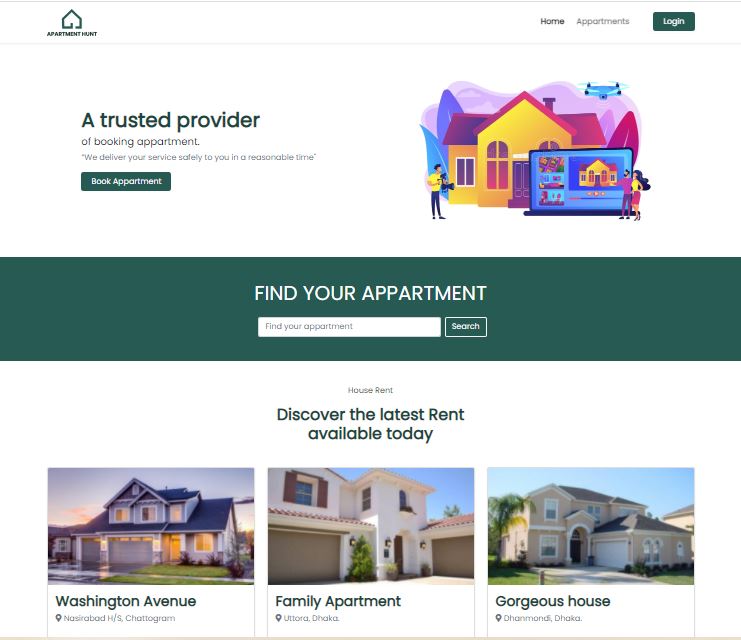 APARTMENT HUNT
Home
Appartments
Login
A trusted provider
of booking appartment.
"We deliver your service safely to you in a reasonable time"
Book Appartment
FIND YOUR APPARTMENT
Find your appartment
Search
House Rent
Discover the latest Rent
available today
Washington Avenue
Nasirabad H/S, Chattogram
Family Apartment
Uttora, Dhaka.
Gorgeous house
Dhanmondi, Dhaka.